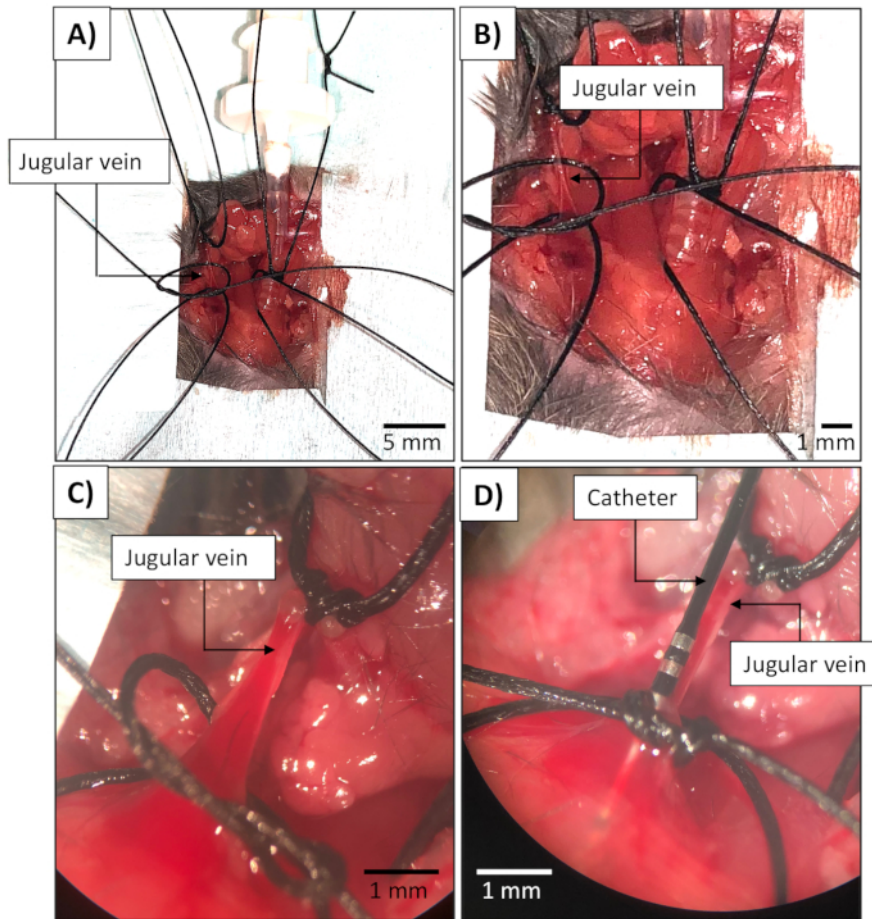 A)
Jugular vein
5 mm
B)
Jugular vein
1 mm
C)
Jugular vein
1 mm
D)
Catheter
Jugular vein
1 mm